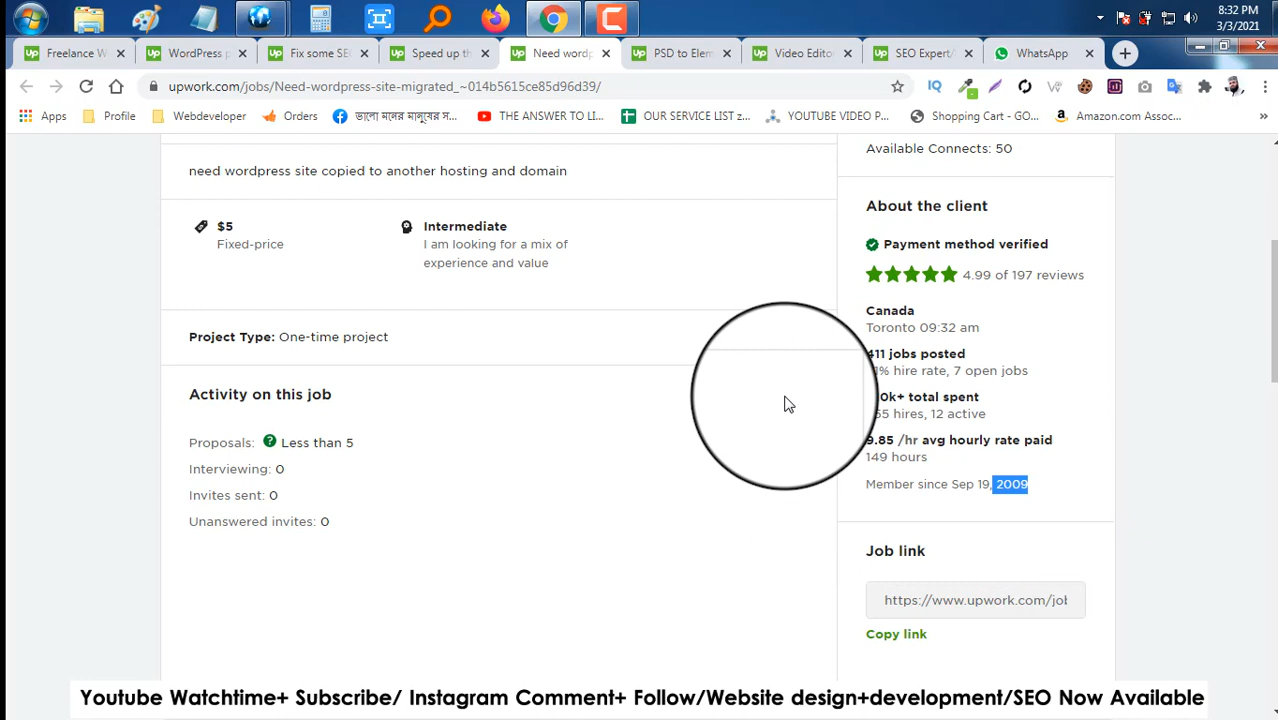 8:32 PM
3/3/2021
Freelance W
WordPress p
Fix some SE
Speed up th
Need wordp
PSD to Elem
Video Editor
SEO Expert/
WhatsApp
upwork.com/jobs/Need-wordpress-site-migrated_~014b5615ce85d96d39/
Apps
Profile
Webdeveloper
Orders
ভালো মনের মানুষের স...
THE ANSWER TO LI...
OUR SERVICE LIST z...
YOUTUBE VIDEO P...
Shopping Cart - GO...
Amazon.com Assoc...
need wordpress site copied to another hosting and domain
$5
Fixed-price
Intermediate
I am looking for a mix of
experience and value
Project Type: One-time project
Activity on this job
Proposals: Less than 5
Interviewing: 0
Invites sent: 0
Unanswered invites: 0
Available Connects: 50
About the client
Payment method verified
4.99 of 197 reviews
Canada
Toronto 09:32 am
411 jobs posted
1% hire rate, 7 open jobs
0k+ total spent
55 hires, 12 active
9.85 /hr avg hourly rate paid
149 hours
Member since Sep 19, 2009
Job link
https://www.upwork.com/jol
Copy link
Youtube Watchtime+ Subscribe/ Instagram Comment+ Follow/Website design+development/SEO Now Available